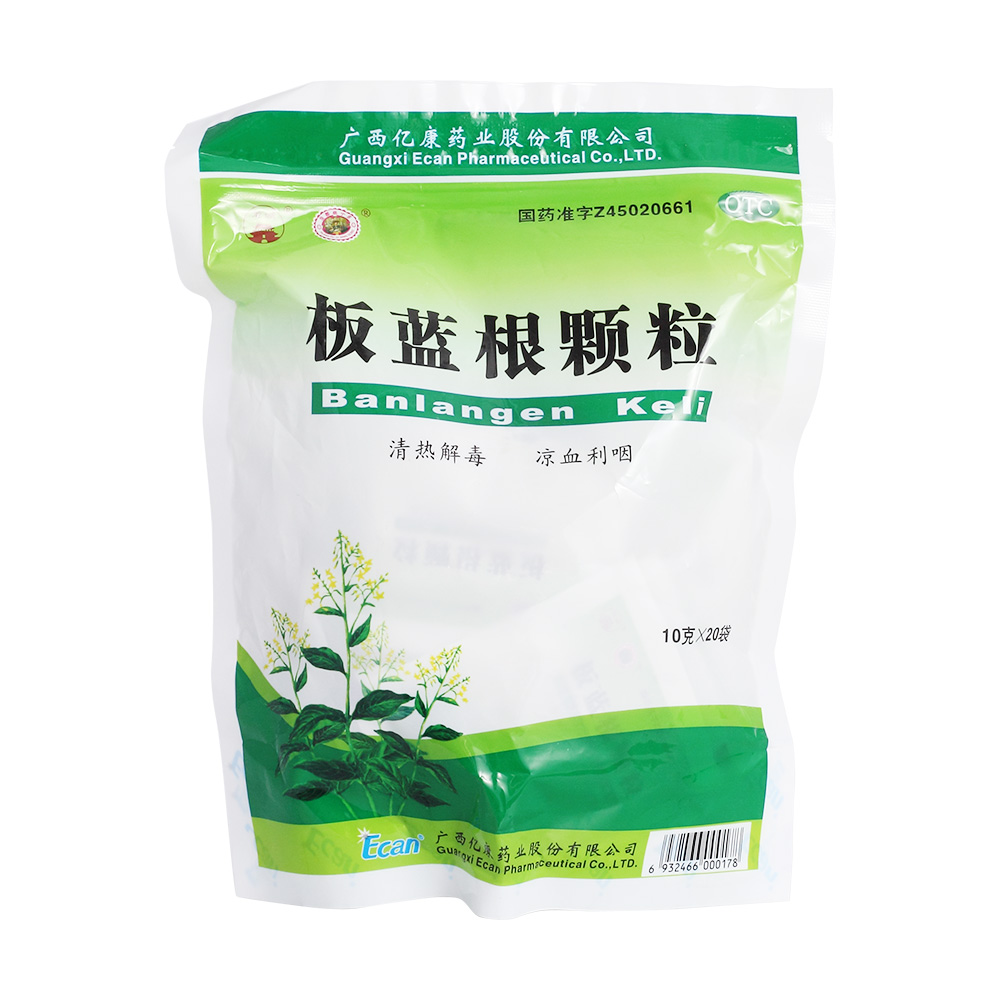 广西亿康药业股份有限公司
Guangxi Ecan Pharmaceutical Co.,LTD.
国药准字Z45020661
OTC
®
板蓝根颗粒
Banlangen Keli
清热解毒 凉血利咽
10克×20袋
Ecan®
广西亿康药业股份有限公司
Guangxi Ecan Pharmaceutical Co.,LTD.
6 932466 000178